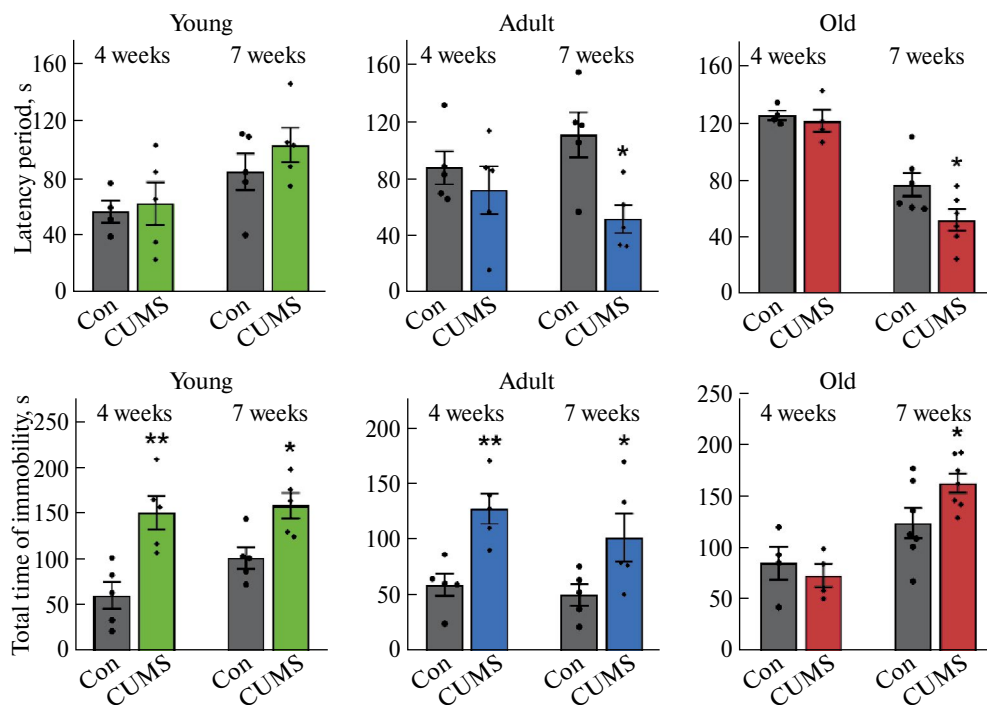 Young Adult Old
4 weeks 7 weeks 4 weeks 7 weeks 4 weeks 7 weeks
Latency period, s
160 120 80 40 0
160 120 80 40 0
* 
160 120 80 40 0
*
Con CUMS Con CUMS Con CUMS Con CUMS Con CUMS Con CUMS
Young Adult Old
4 weeks 7 weeks 4 weeks 7 weeks 4 weeks 7 weeks
Total time of immobility, s
250 200 150 100 50 0
** *
200 150 100 50 0
** *
250 200 150 100 50 0
*
Con CUMS Con CUMS Con CUMS Con CUMS Con CUMS Con CUMS